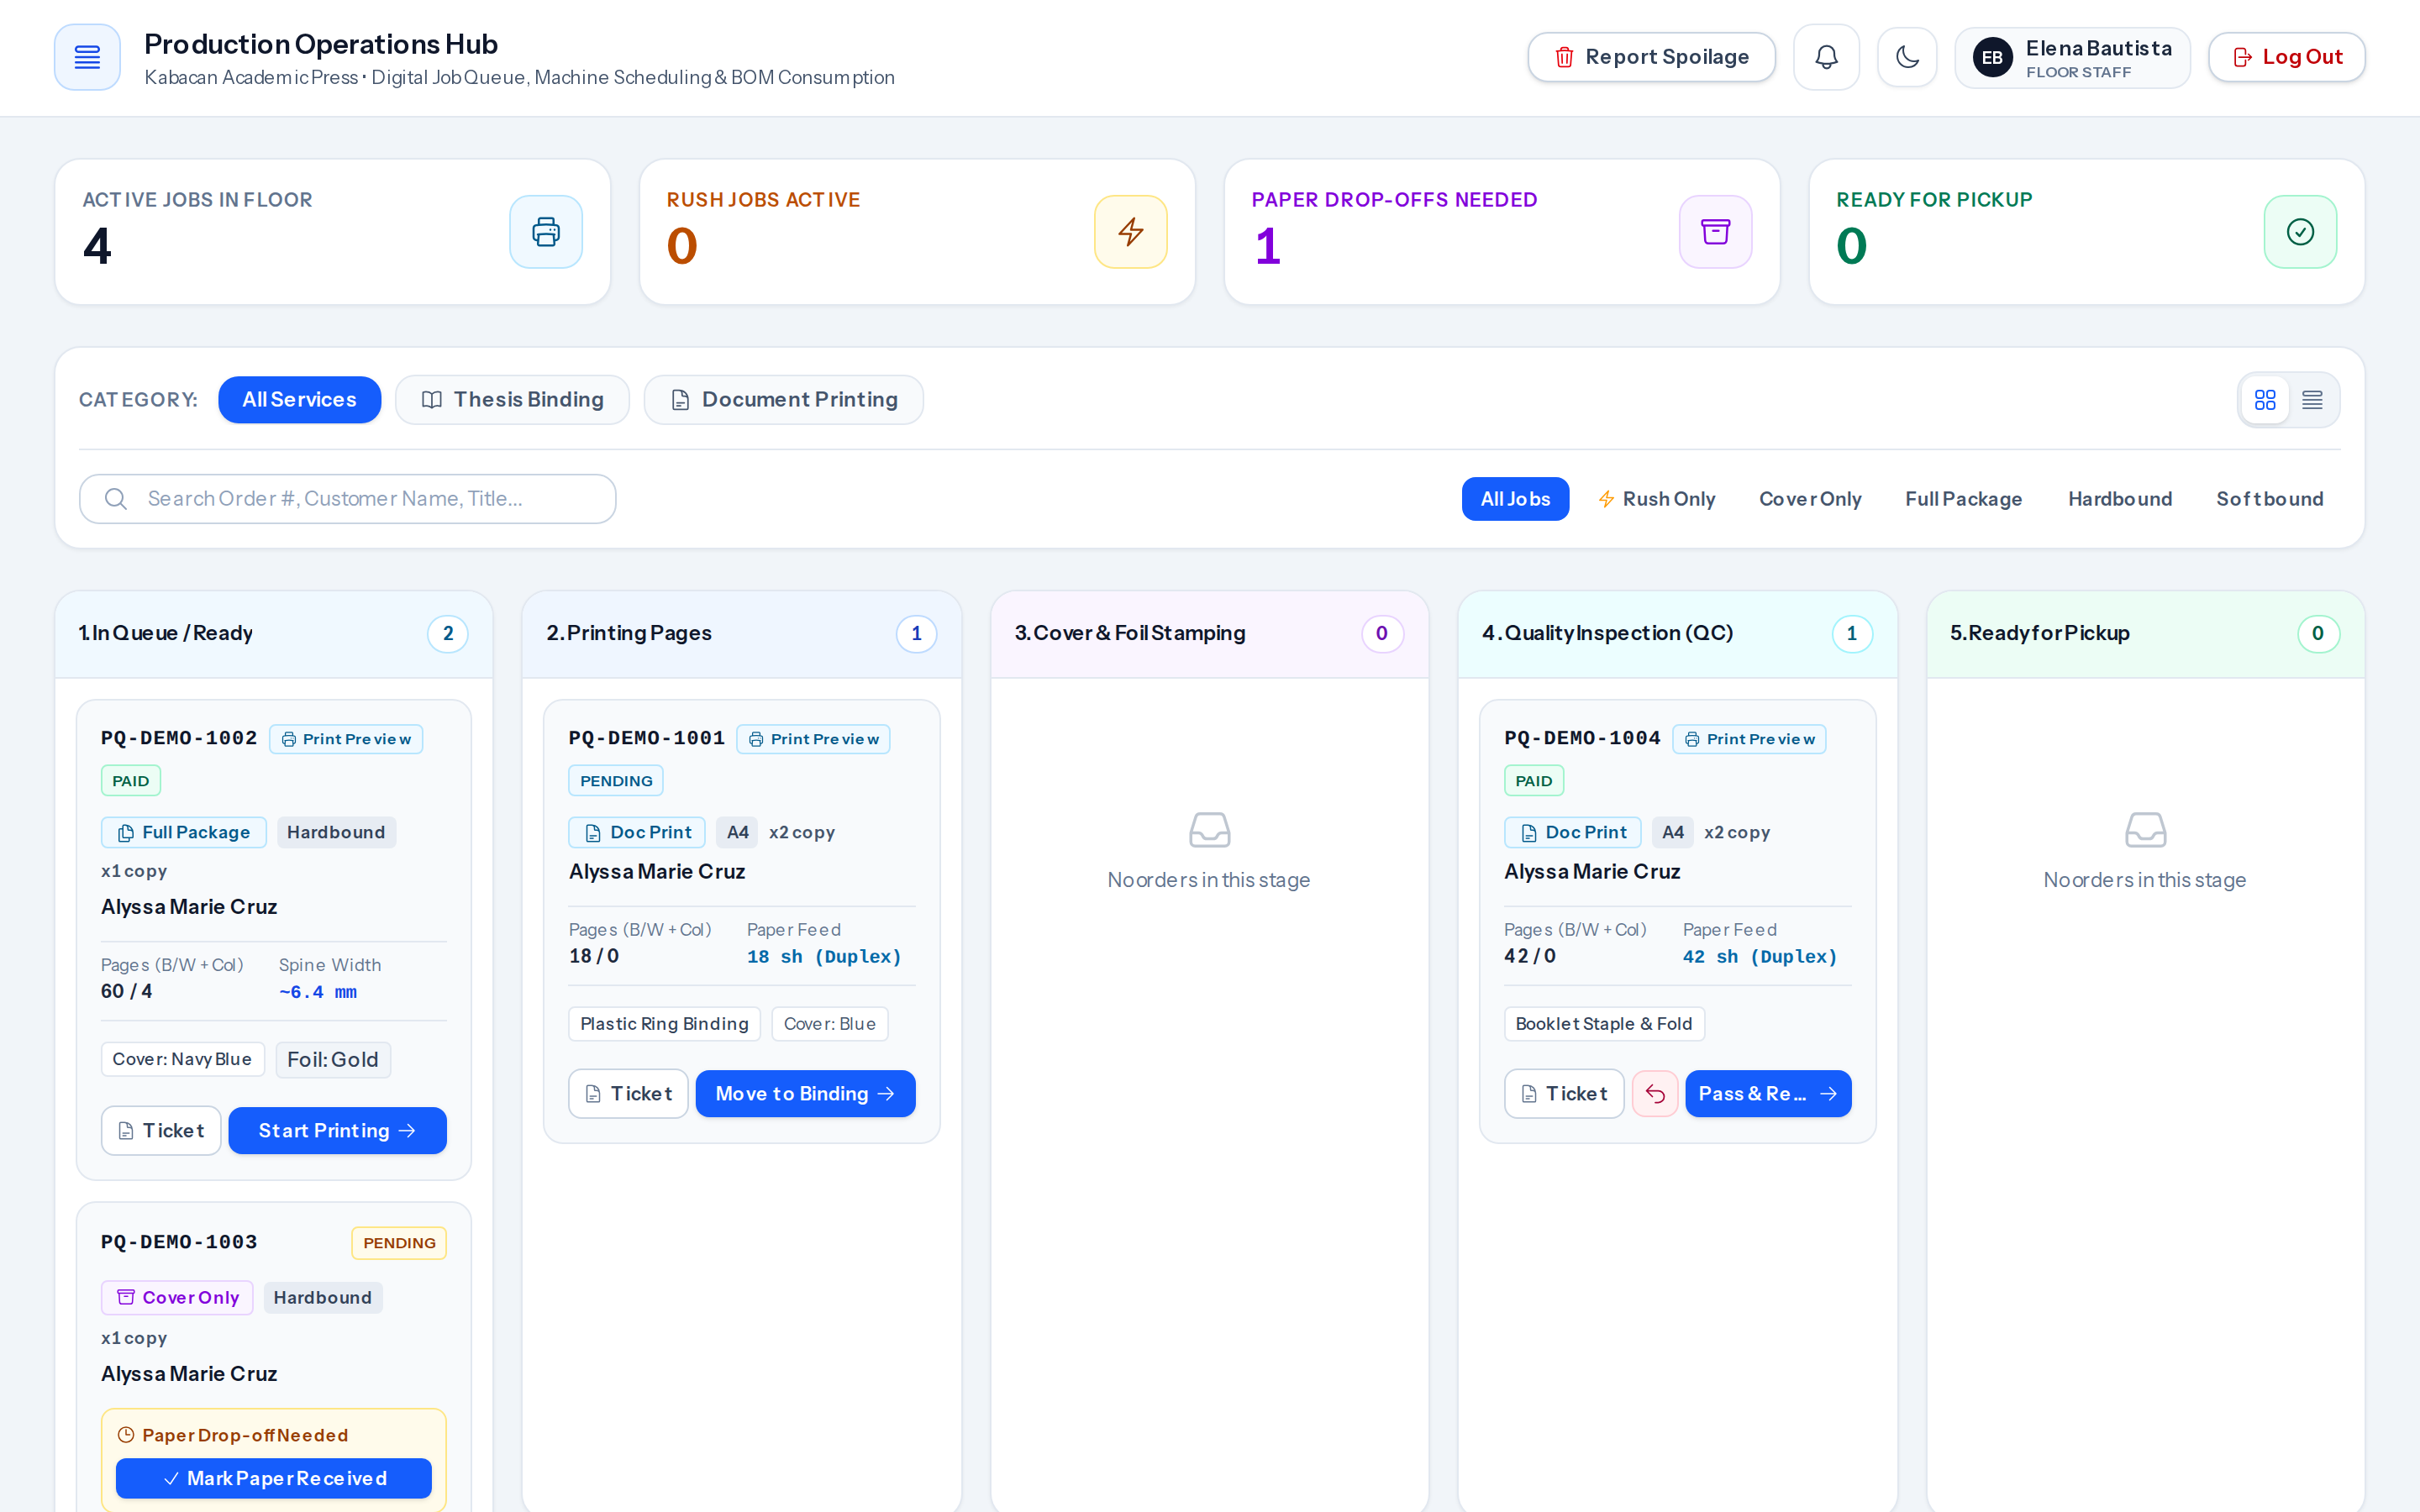 Production Operations Hub
Kabacan Academic Press • Digital Job Queue, Machine Scheduling & BOM Consumption
Report Spoilage
EB
Elena Bautista
FLOOR STAFF
Log Out
ACTIVE JOBS IN FLOOR
4
RUSH JOBS ACTIVE
0
PAPER DROP-OFFS NEEDED
1
READY FOR PICKUP
0
CATEGORY:
All Services
Thesis Binding
Document Printing
Search Order #, Customer Name, Title...
All Jobs
Rush Only
Cover Only
Full Package
Hardbound
Softbound
1. In Queue / Ready
2
PQ-DEMO-1002
Print Preview
PAID
Full Package
Hardbound
x1 copy
Alyssa Marie Cruz
Pages (B/W + Col)
60 / 4
Spine Width
~6.4 mm
Cover: Navy Blue
Foil: Gold
Ticket
Start Printing
PQ-DEMO-1003
PENDING
Cover Only
Hardbound
x1 copy
Alyssa Marie Cruz
Paper Drop-off Needed
Mark Paper Received
2. Printing Pages
1
PQ-DEMO-1001
Print Preview
PENDING
Doc Print
A4
x2 copy
Alyssa Marie Cruz
Pages (B/W + Col)
18 / 0
Paper Feed
18 sh (Duplex)
Plastic Ring Binding
Cover: Blue
Ticket
Move to Binding
3. Cover & Foil Stamping
0
No orders in this stage
4. Quality Inspection (QC)
1
PQ-DEMO-1004
Print Preview
PAID
Doc Print
A4
x2 copy
Alyssa Marie Cruz
Pages (B/W + Col)
42 / 0
Paper Feed
42 sh (Duplex)
Booklet Staple & Fold
Ticket
Pass & Re...
5. Ready for Pickup
0
No orders in this stage